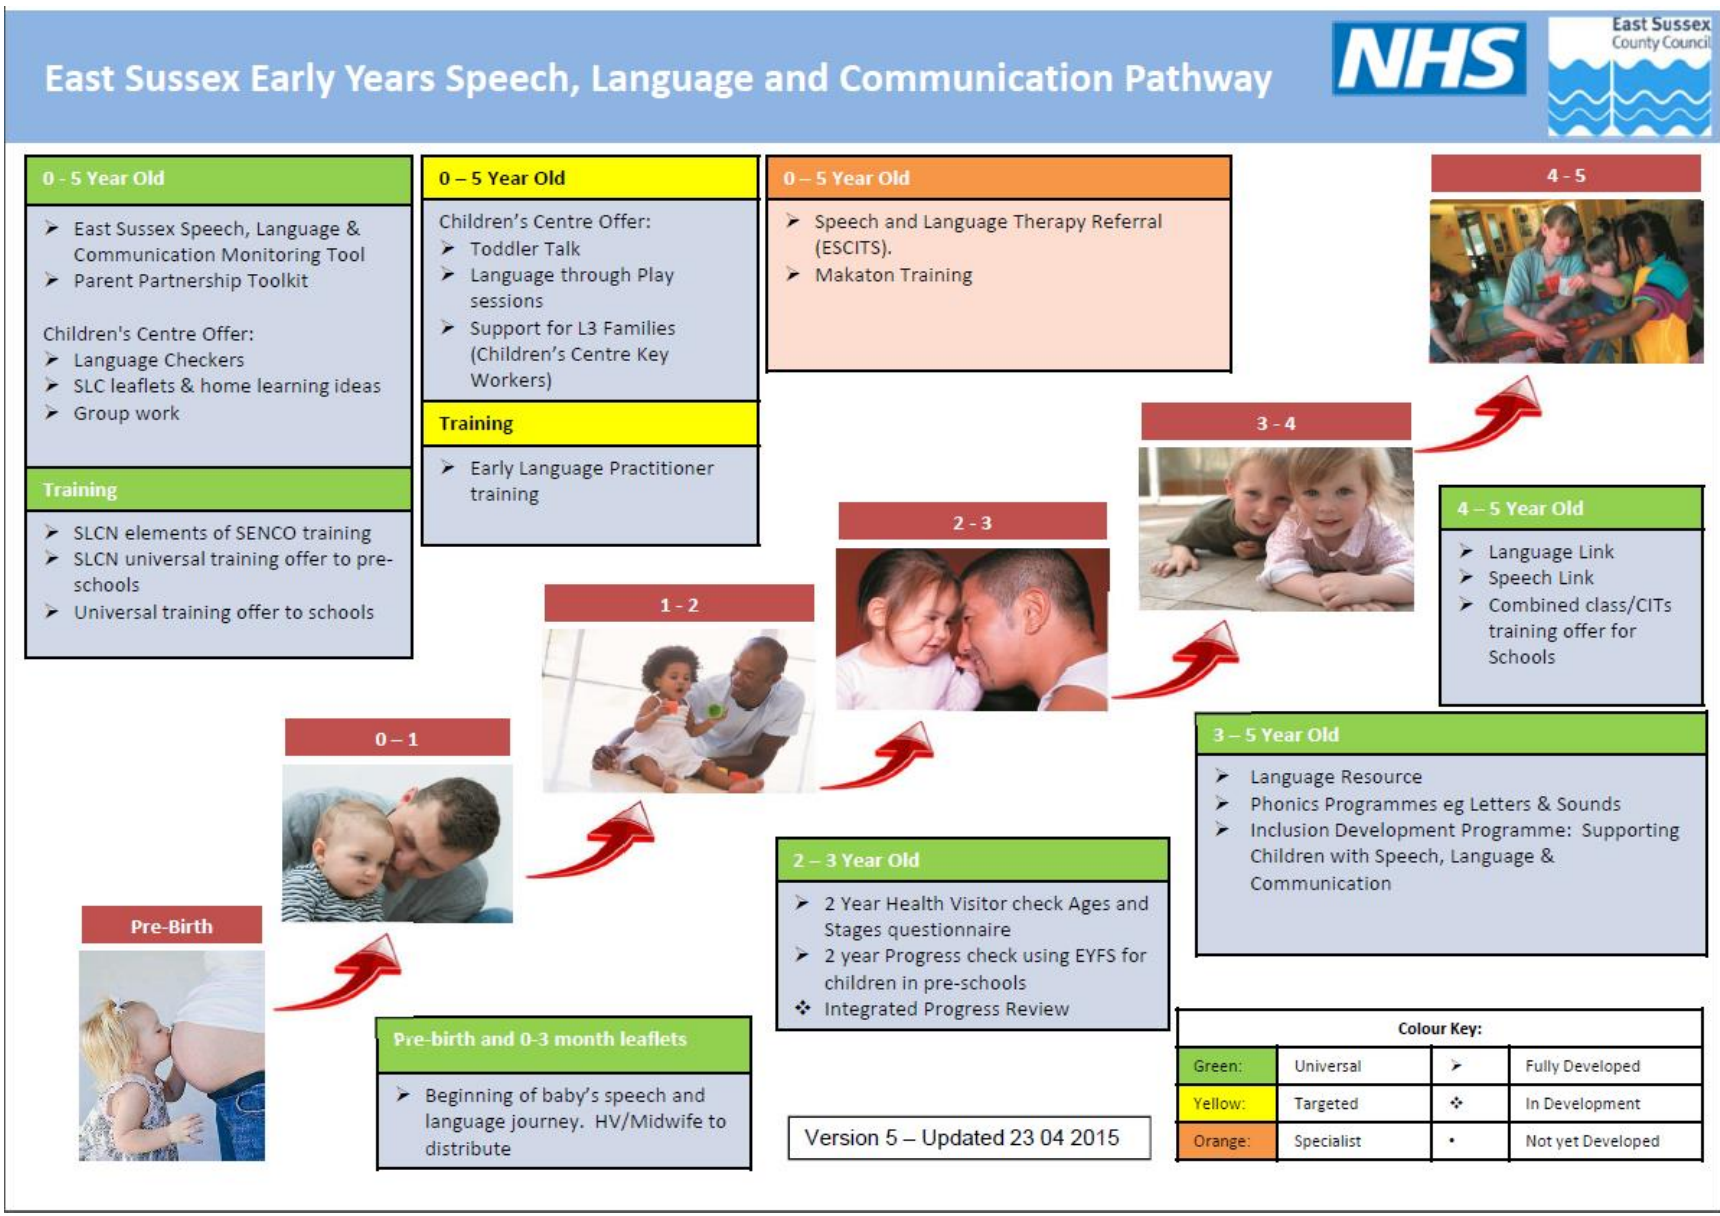 East Sussex Early Years Speech, Language and Communication Pathway
NHS
East Sussex
County Council
0 - 5 Year Old
➢ East Sussex Speech, Language &
Communication Monitoring Tool
➢ Parent Partnership Toolkit
Children's Centre Offer:
➢ Language Checkers
➢ SLC leaflets & home learning ideas
➢ Group work
Training
➢ SLCN elements of SENCO training
➢ SLCN universal training offer to pre-
schools
➢ Universal training offer to schools
0 – 5 Year Old
Children’s Centre Offer:
➢ Toddler Talk
➢ Language through Play
sessions
➢ Support for L3 Families
(Children’s Centre Key
Workers)
Training
➢ Early Language Practitioner
training
0 – 5 Year Old
➢ Speech and Language Therapy Referral
(ESCITS).
➢ Makaton Training
4 - 5
3 - 4
2 - 3
1 - 2
0 – 1
Pre-Birth
4 – 5 Year Old
➢ Language Link
➢ Speech Link
➢ Combined class/CITs
training offer for
Schools
3 – 5 Year Old
➢ Language Resource
➢ Phonics Programmes eg Letters & Sounds
➢ Inclusion Development Programme: Supporting
Children with Speech, Language &
Communication
2 – 3 Year Old
➢ 2 Year Health Visitor check Ages and
Stages questionnaire
➢ 2 year Progress check using EYFS for
children in pre-schools
❖ Integrated Progress Review
Pre-birth and 0-3 month leaflets
➢ Beginning of baby’s speech and
language journey. HV/Midwife to
distribute
Version 5 – Updated 23 04 2015
Colour Key:
Green: Universal ➢ Fully Developed
Yellow: Targeted ❖ In Development
Orange: Specialist • Not yet Developed